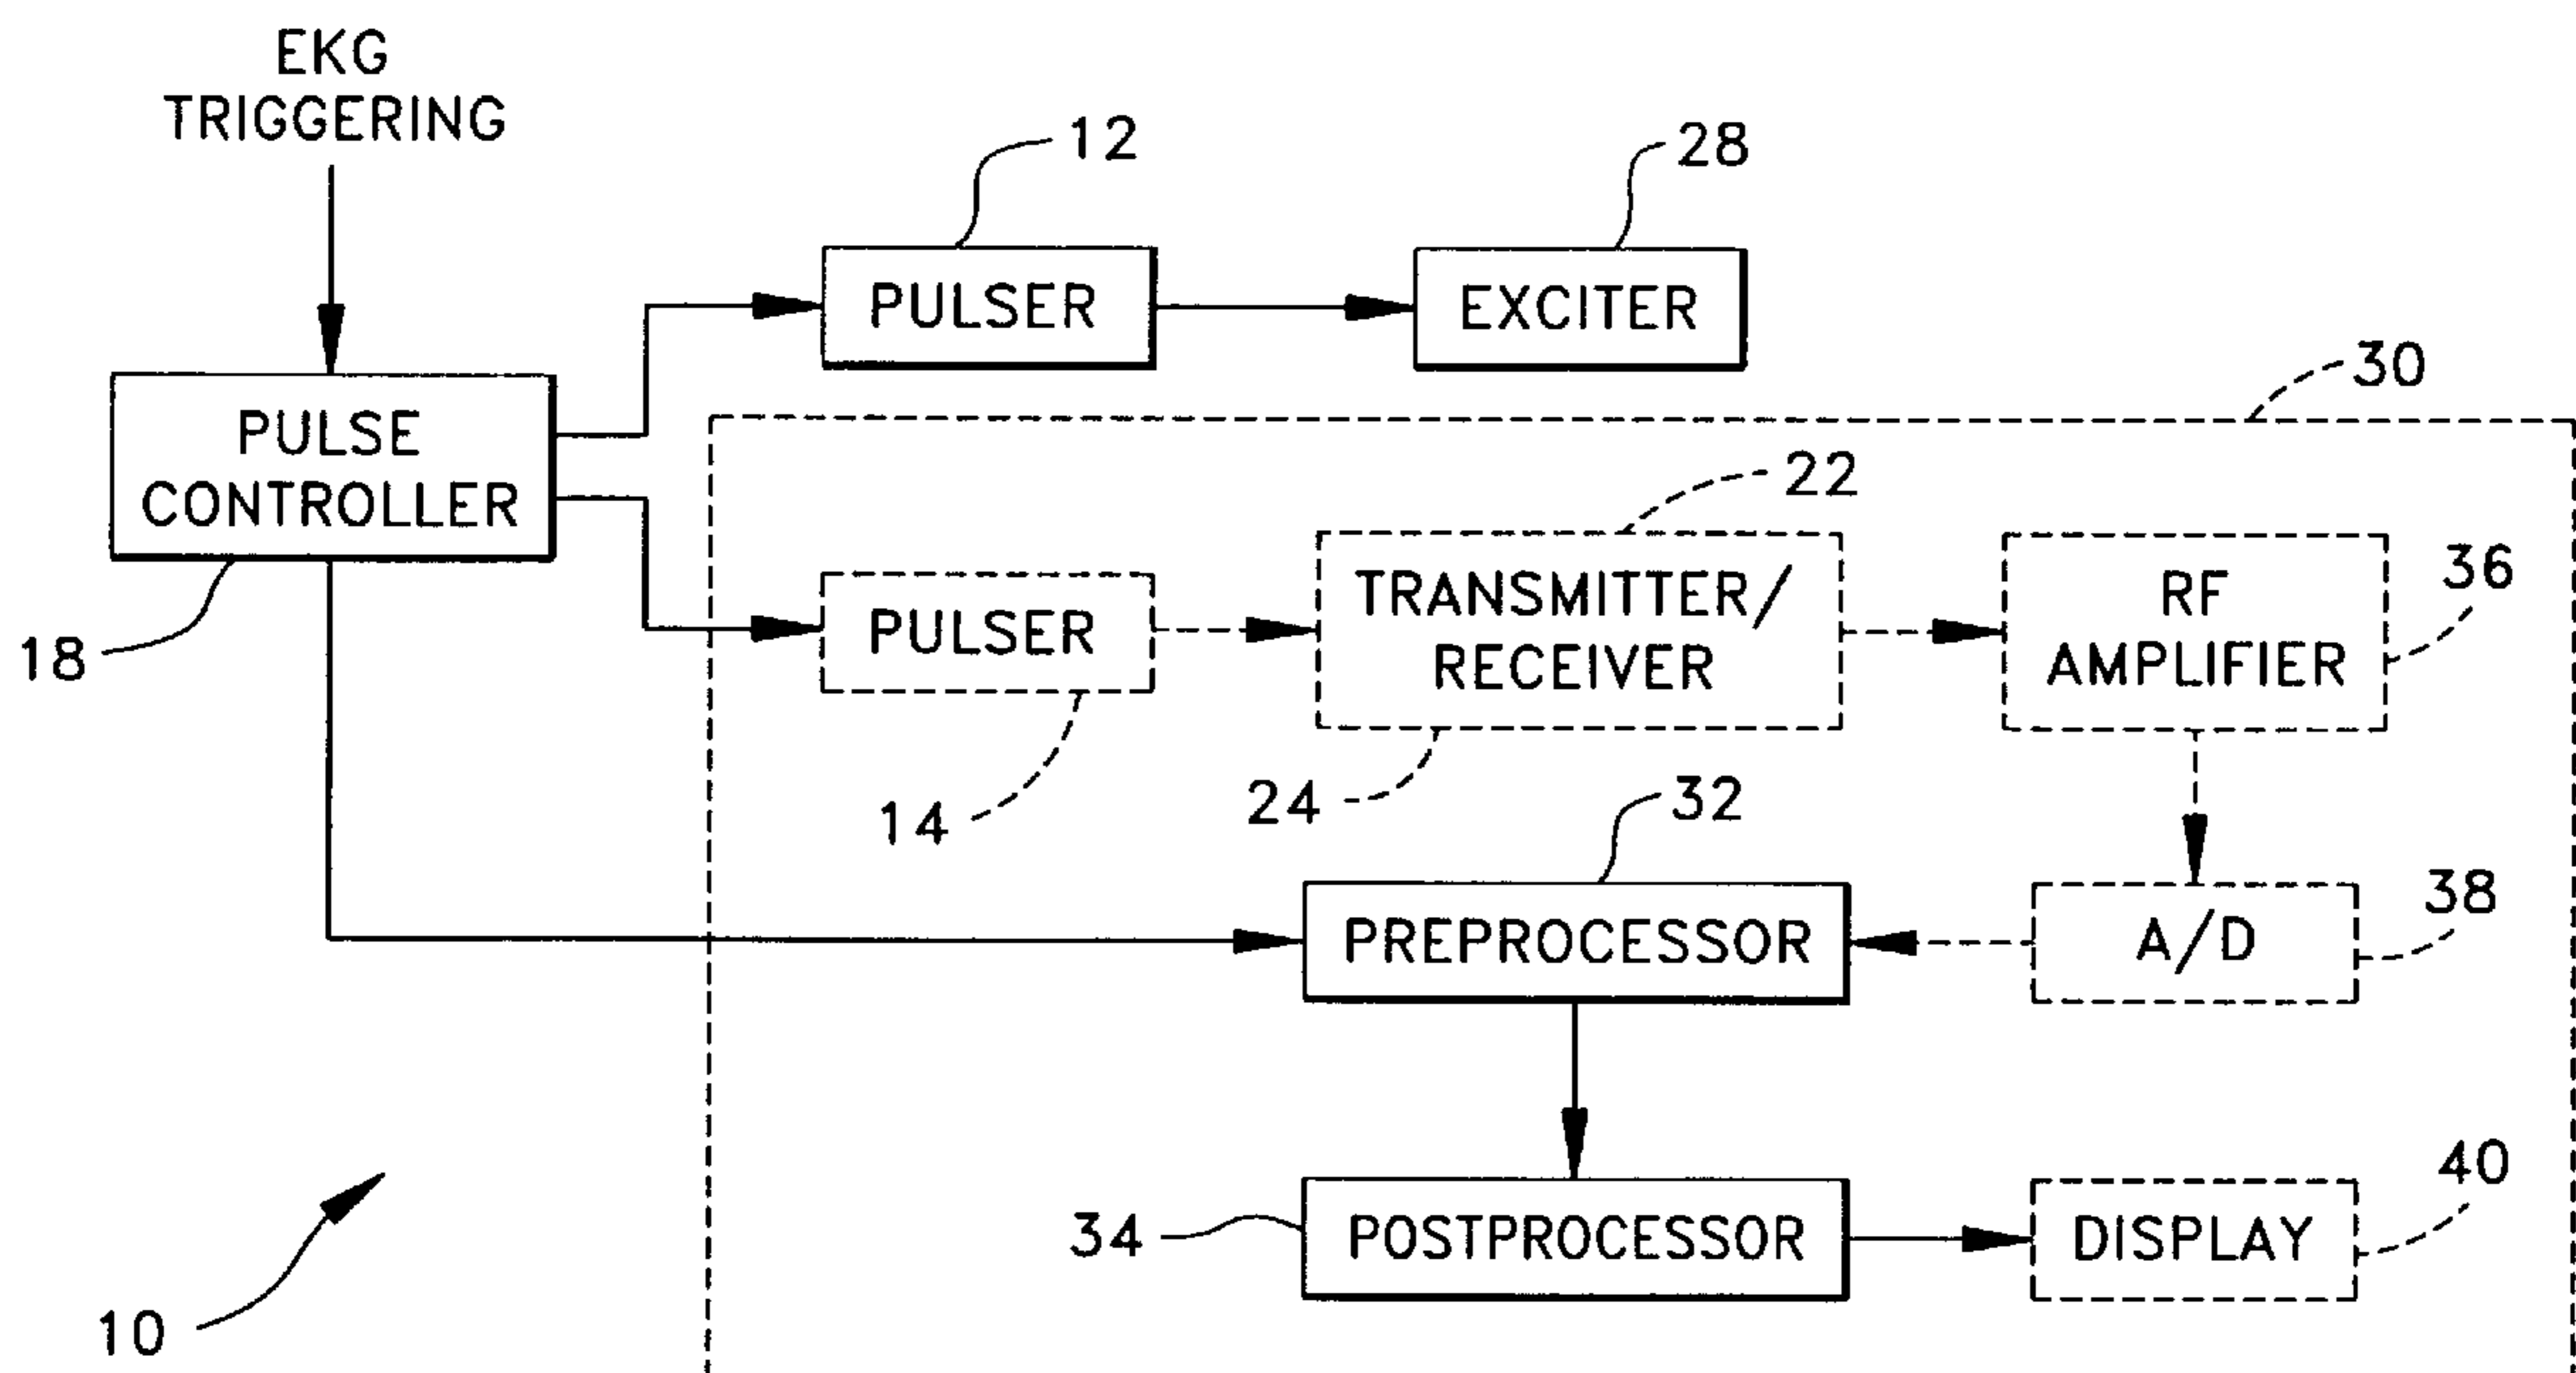 EKG
TRIGGERING
12
28
PULSER
EXCITER
30
PULSE
CONTROLLER
22
18
PULSER
TRANSMITTER/
RECEIVER
RF
AMPLIFIER
36
14
24
32
38
PREPROCESSOR
A/D
34
POSTPROCESSOR
DISPLAY
40
10